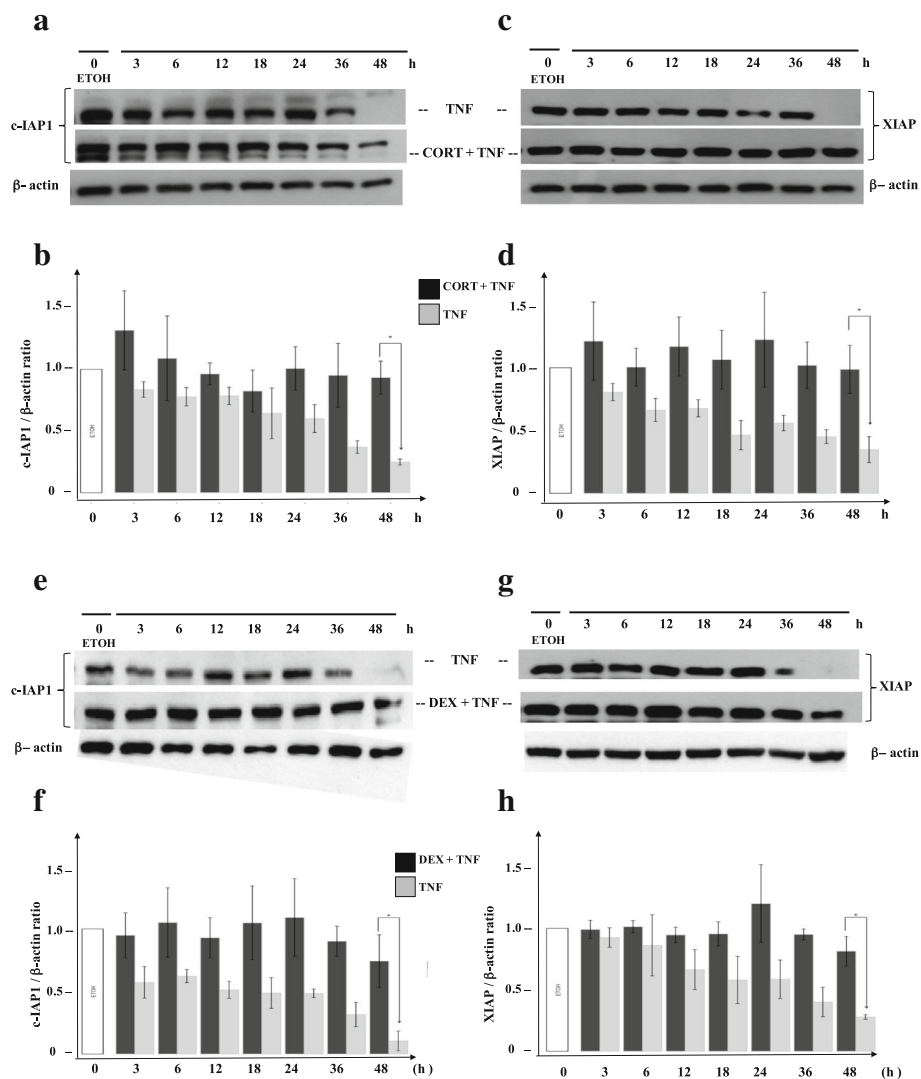 a
0 3 6 12 18 24 36 48 h
ETOH
c-IAP1
-- TNF --
-- CORT + TNF --
β- actin
c
0 3 6 12 18 24 36 48 h
ETOH
XIAP
β– actin
b
c-IAP1 / β-actin ratio
1.5 –
1.0 –
0.5 –
0 –
ETOH
*
0 3 6 12 18 24 36 48 h
CORT + TNF
TNF
d
XIAP / β-actin ratio
1.5 –
1.0 –
0.5 –
0 –
ETOH
*
0 3 6 12 18 24 36 48 h
e
0 3 6 12 18 24 36 48 h
ETOH
c-IAP1
-- TNF --
-- DEX + TNF --
β– actin
g
0 3 6 12 18 24 36 48 h
ETOH
XIAP
β– actin
f
c-IAP1 / β-actin ratio
1.5 –
1.0 –
0.5 –
0 –
ETOH
*
0 3 6 12 18 24 36 48 (h)
DEX + TNF
TNF
h
XIAP / β-actin ratio
1.5 –
1.0 –
0.5 –
0 –
ETOH
*
0 3 6 12 18 24 36 48 (h)